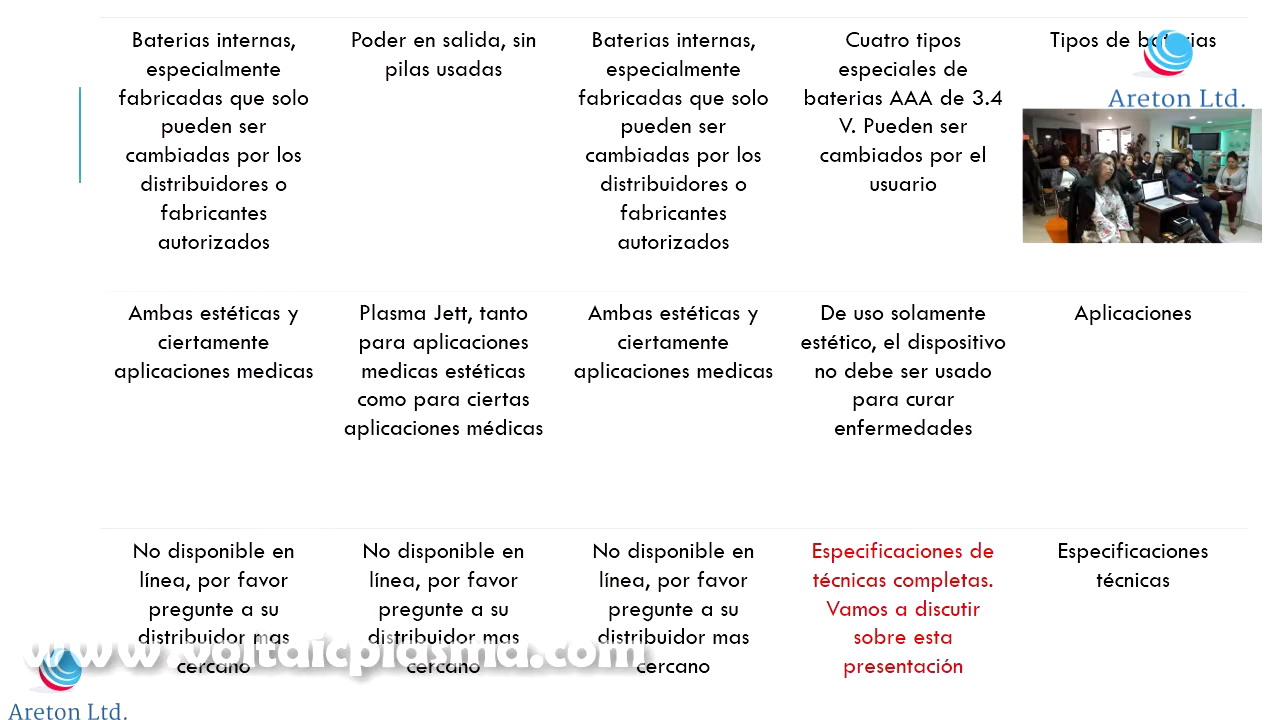 Baterias internas,
especialmente
fabricadas que solo
pueden ser
cambiadas por los
distribuidores o
fabricantes
autorizados
Poder en salida, sin
pilas usadas
Baterias internas,
especialmente
fabricadas que solo
pueden ser
cambiadas por los
distribuidores o
fabricantes
autorizados
Cuatro tipos
especiales de
baterias AAA de 3.4
V. Pueden ser
cambiados por el
usuario
Tipos de baterias
Areton Ltd.
Ambas estéticas y
ciertamente
aplicaciones medicas
Plasma Jett, tanto
para aplicaciones
medicas estéticas
como para ciertas
aplicaciones médicas
Ambas estéticas y
ciertamente
aplicaciones medicas
De uso solamente
estético, el dispositivo
no debe ser usado
para curar
enfermedades
Aplicaciones
No disponible en
línea, por favor
pregunte a su
distribuidor mas
cercano
No disponible en
línea, por favor
pregunte a su
distribuidor mas
cercano
No disponible en
línea, por favor
pregunte a su
distribuidor mas
cercano
Especificaciones de
técnicas completas.
Vamos a discutir
sobre esta
presentación
Especificaciones
técnicas
www.voltaicplasma.com
Areton Ltd.